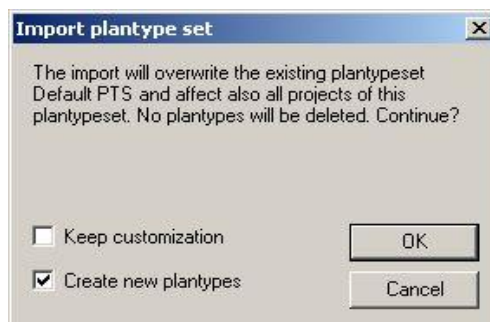 Import plantype set
The import will overwrite the existing plantypeset
Default PTS and affect also all projects of this
plantypeset. No plantypes will be deleted. Continue?
Keep customization
OK
Create new plantypes
Cancel